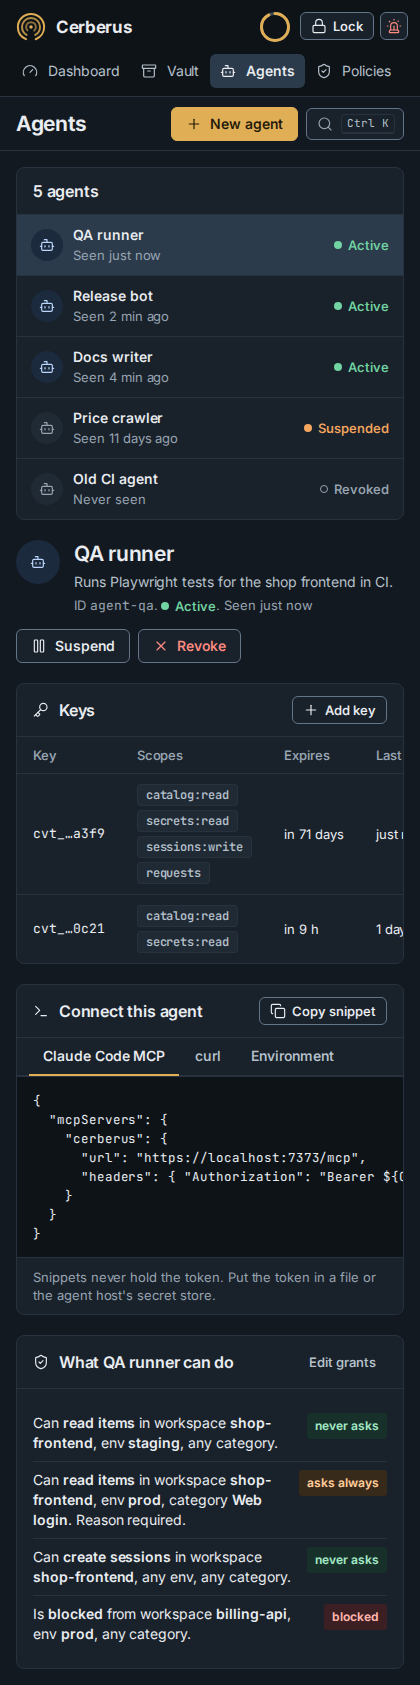 Cerberus
Lock
Dashboard
Vault
Agents
Policies
Agents
New agent
Ctrl K
5 agents
QA runner
Seen just now
Active
Release bot
Seen 2 min ago
Active
Docs writer
Seen 4 min ago
Active
Price crawler
Seen 11 days ago
Suspended
Old CI agent
Never seen
Revoked
QA runner
Runs Playwright tests for the shop frontend in CI.
ID agent-qa. Active. Seen just now
Suspend
Revoke
Keys
Add key
Key
Scopes
Expires
Last
cvt_…a3f9
catalog:read
secrets:read
sessions:write
requests
in 71 days
just
cvt_…0c21
catalog:read
secrets:read
in 9 h
1 day
Connect this agent
Copy snippet
Claude Code MCP
curl
Environment
{
"mcpServers": {
"cerberus": {
"url": "https://localhost:7373/mcp",
"headers": { "Authorization": "Bearer ${
}
}
}
Snippets never hold the token. Put the token in a file or
the agent host's secret store.
What QA runner can do
Edit grants
Can read items in workspace shop-
frontend, env staging, any category.
never asks
Can read items in workspace shop-
frontend, env prod, category Web
login. Reason required.
asks always
Can create sessions in workspace
shop-frontend, any env, any category.
never asks
Is blocked from workspace billing-api,
env prod, any category.
blocked